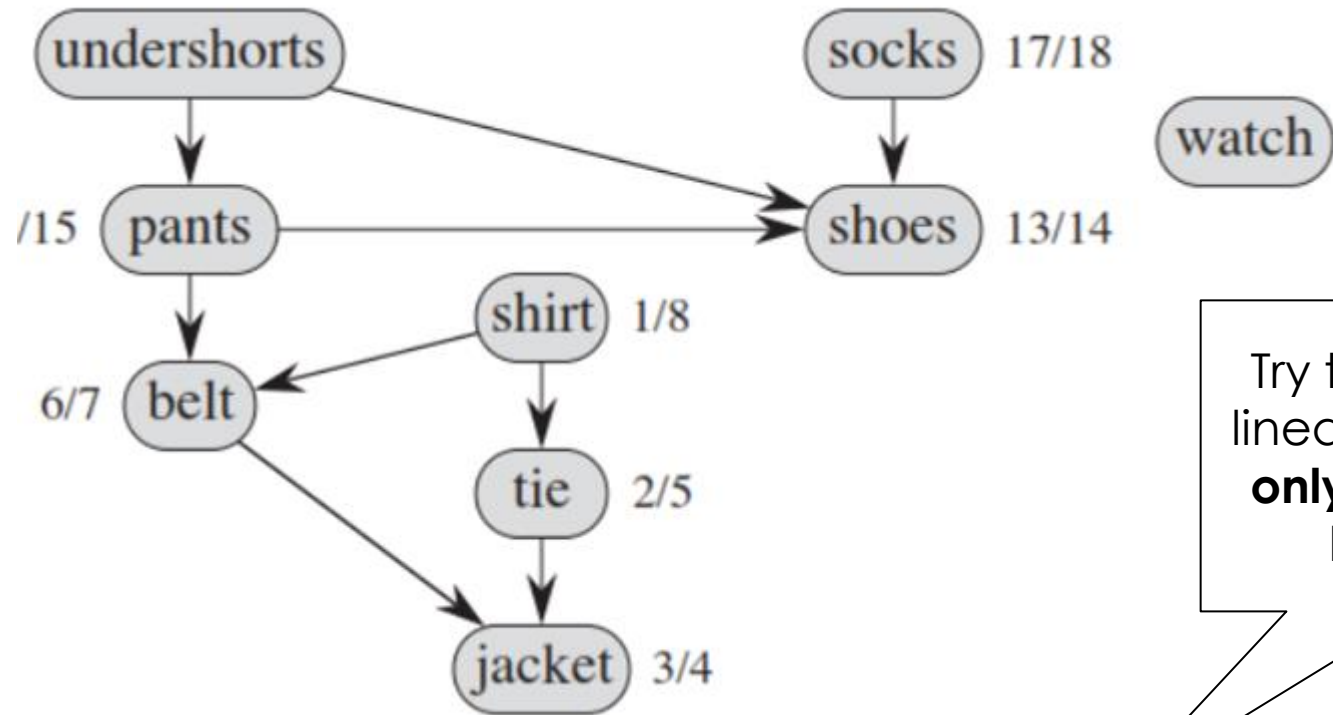 undershorts
socks 17/18
watch
/15 pants
shoes 13/14
shirt 1/8
6/7 belt
tie 2/5
jacket 3/4
Try
only